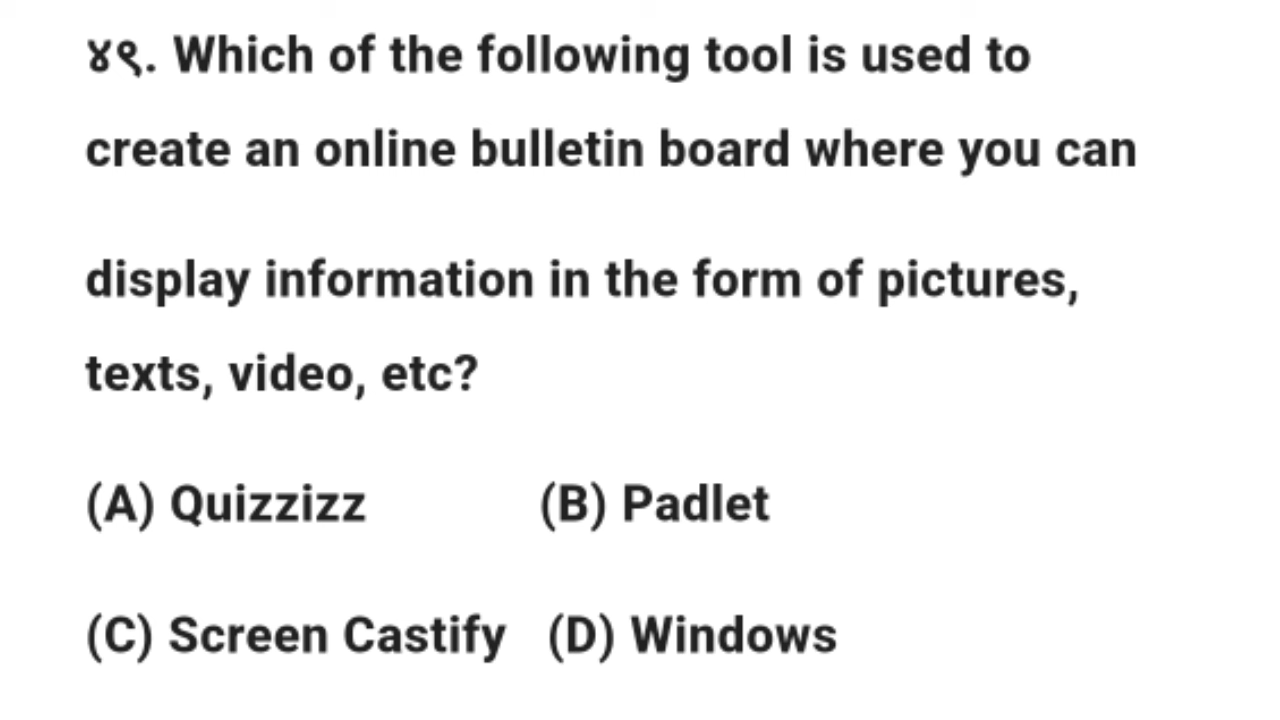 ४९. Which of the following tool is used to
create an online bulletin board where you can
display information in the form of pictures,
texts, video, etc?
(A) Quizzizz (B) Padlet
(C) Screen Castify (D) Windows